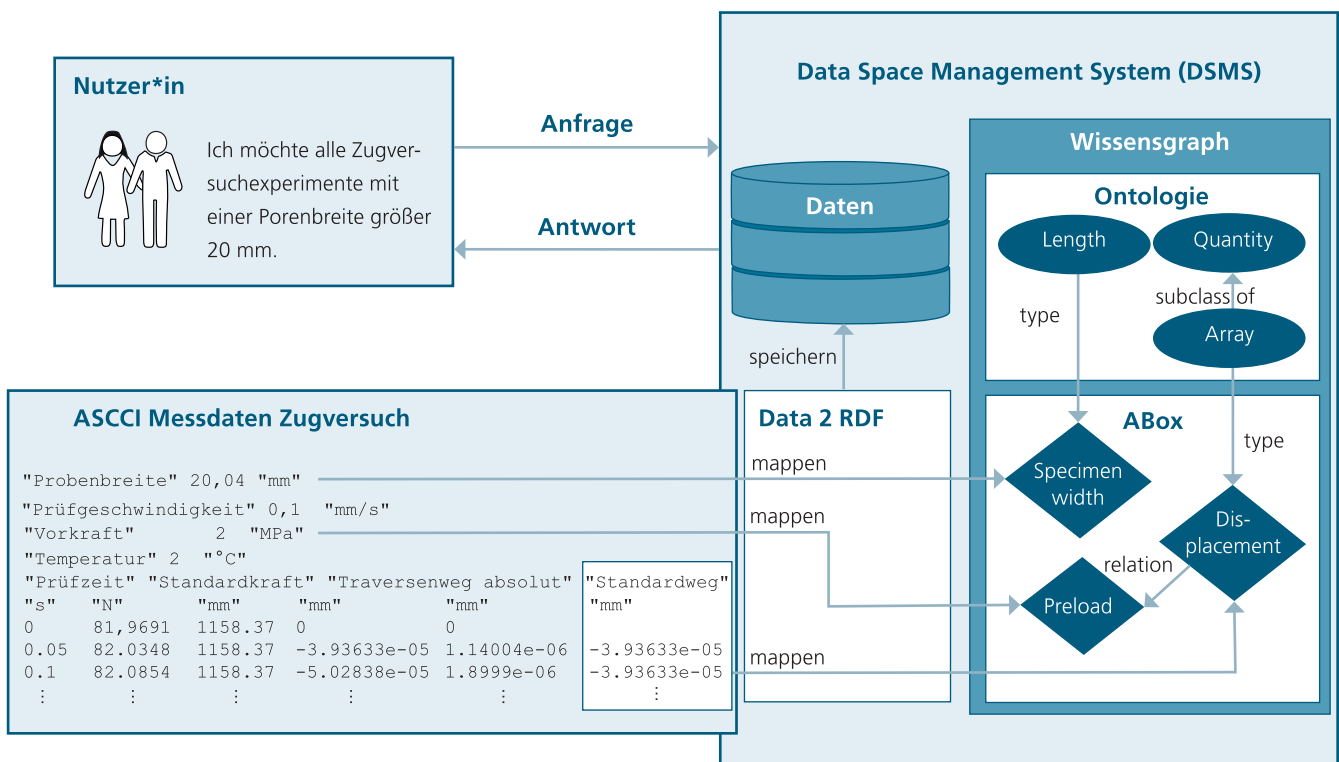 Data Space Management System (DSMS)
Nutzer*in
Ich möchte alle Zugver-
suchexperimente mit
einer Porenbreite größer
20 mm.
Anfrage
Antwort
Daten
speichern
Wissensgraph
Ontologie
Length
Quantity
type
subclass of
Array
ASCCI Messdaten Zugversuch
"Probenbreite" 20,04 "mm"
"Prüfgeschwindigkeit" 0,1 "mm/s"
"Vorkraft" 2 "MPa"
"Temperatur" 2 "°C"
"Prüfzeit" "Standardkraft" "Traversenweg absolut" "Standardweg"
"s" "N" "mm" "mm" "mm" "mm"
0 81,9691 1158.37 0 0
0.05 82.0348 1158.37 -3.93633e-05 1.14004e-06 -3.93633e-05
0.1 82.0854 1158.37 -5.02838e-05 1.8999e-06 -3.93633e-05
⋮ ⋮ ⋮ ⋮ ⋮ ⋮
Data 2 RDF
mappen
mappen
mappen
ABox
type
Specimen
width
Dis-
placement
relation
Preload